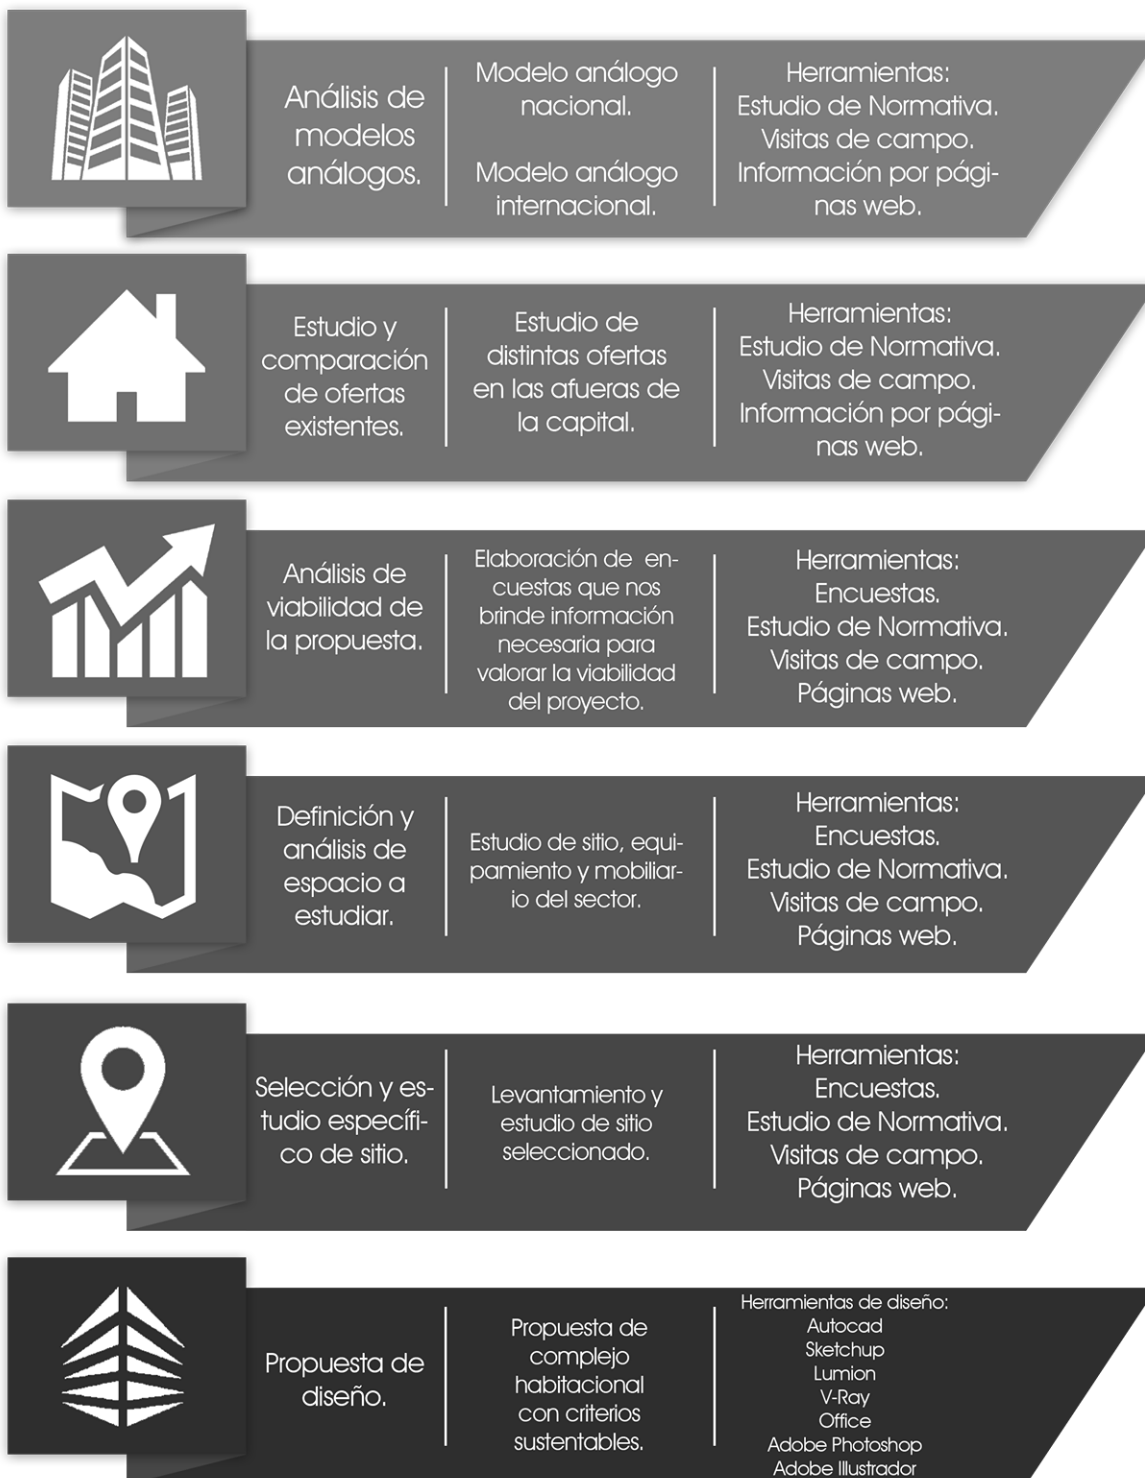 Análisis de
modelos
análogos.
Modelo análogo
nacional.
Modelo análogo
internacional.
Herramientas:
Estudio de Normativa.
Visitas de campo.
Información por pági-
nas web.
Estudio y
comparación
de ofertas
existentes.
Estudio de
distintas ofertas
en las afueras de
la capital.
Herramientas:
Estudio de Normativa.
Visitas de campo.
Información por pági-
nas web.
Análisis de
viabilidad de
la propuesta.
Elaboración de en-
cuestas que nos
brinde información
necesaria para
valorar la viabilidad
del proyecto.
Herramientas:
Encuestas.
Estudio de Normativa.
Visitas de campo.
Páginas web.
Definición y
análisis de
espacio a
estudiar.
Estudio de sitio, equi-
pamiento y mobiliar-
io del sector.
Herramientas:
Encuestas.
Estudio de Normativa.
Visitas de campo.
Páginas web.
Selección y es-
tudio específi-
co de sitio.
Levantamiento y
estudio de sitio
seleccionado.
Herramientas:
Encuestas.
Estudio de Normativa.
Visitas de campo.
Páginas web.
Propuesta de
diseño.
Propuesta de
complejo
habitacional
con criterios
sustentables.
Herramientas de diseño:
Autocad
Sketchup
Lumion
V-Ray
Office
Adobe Photoshop
Adobe Illustrador